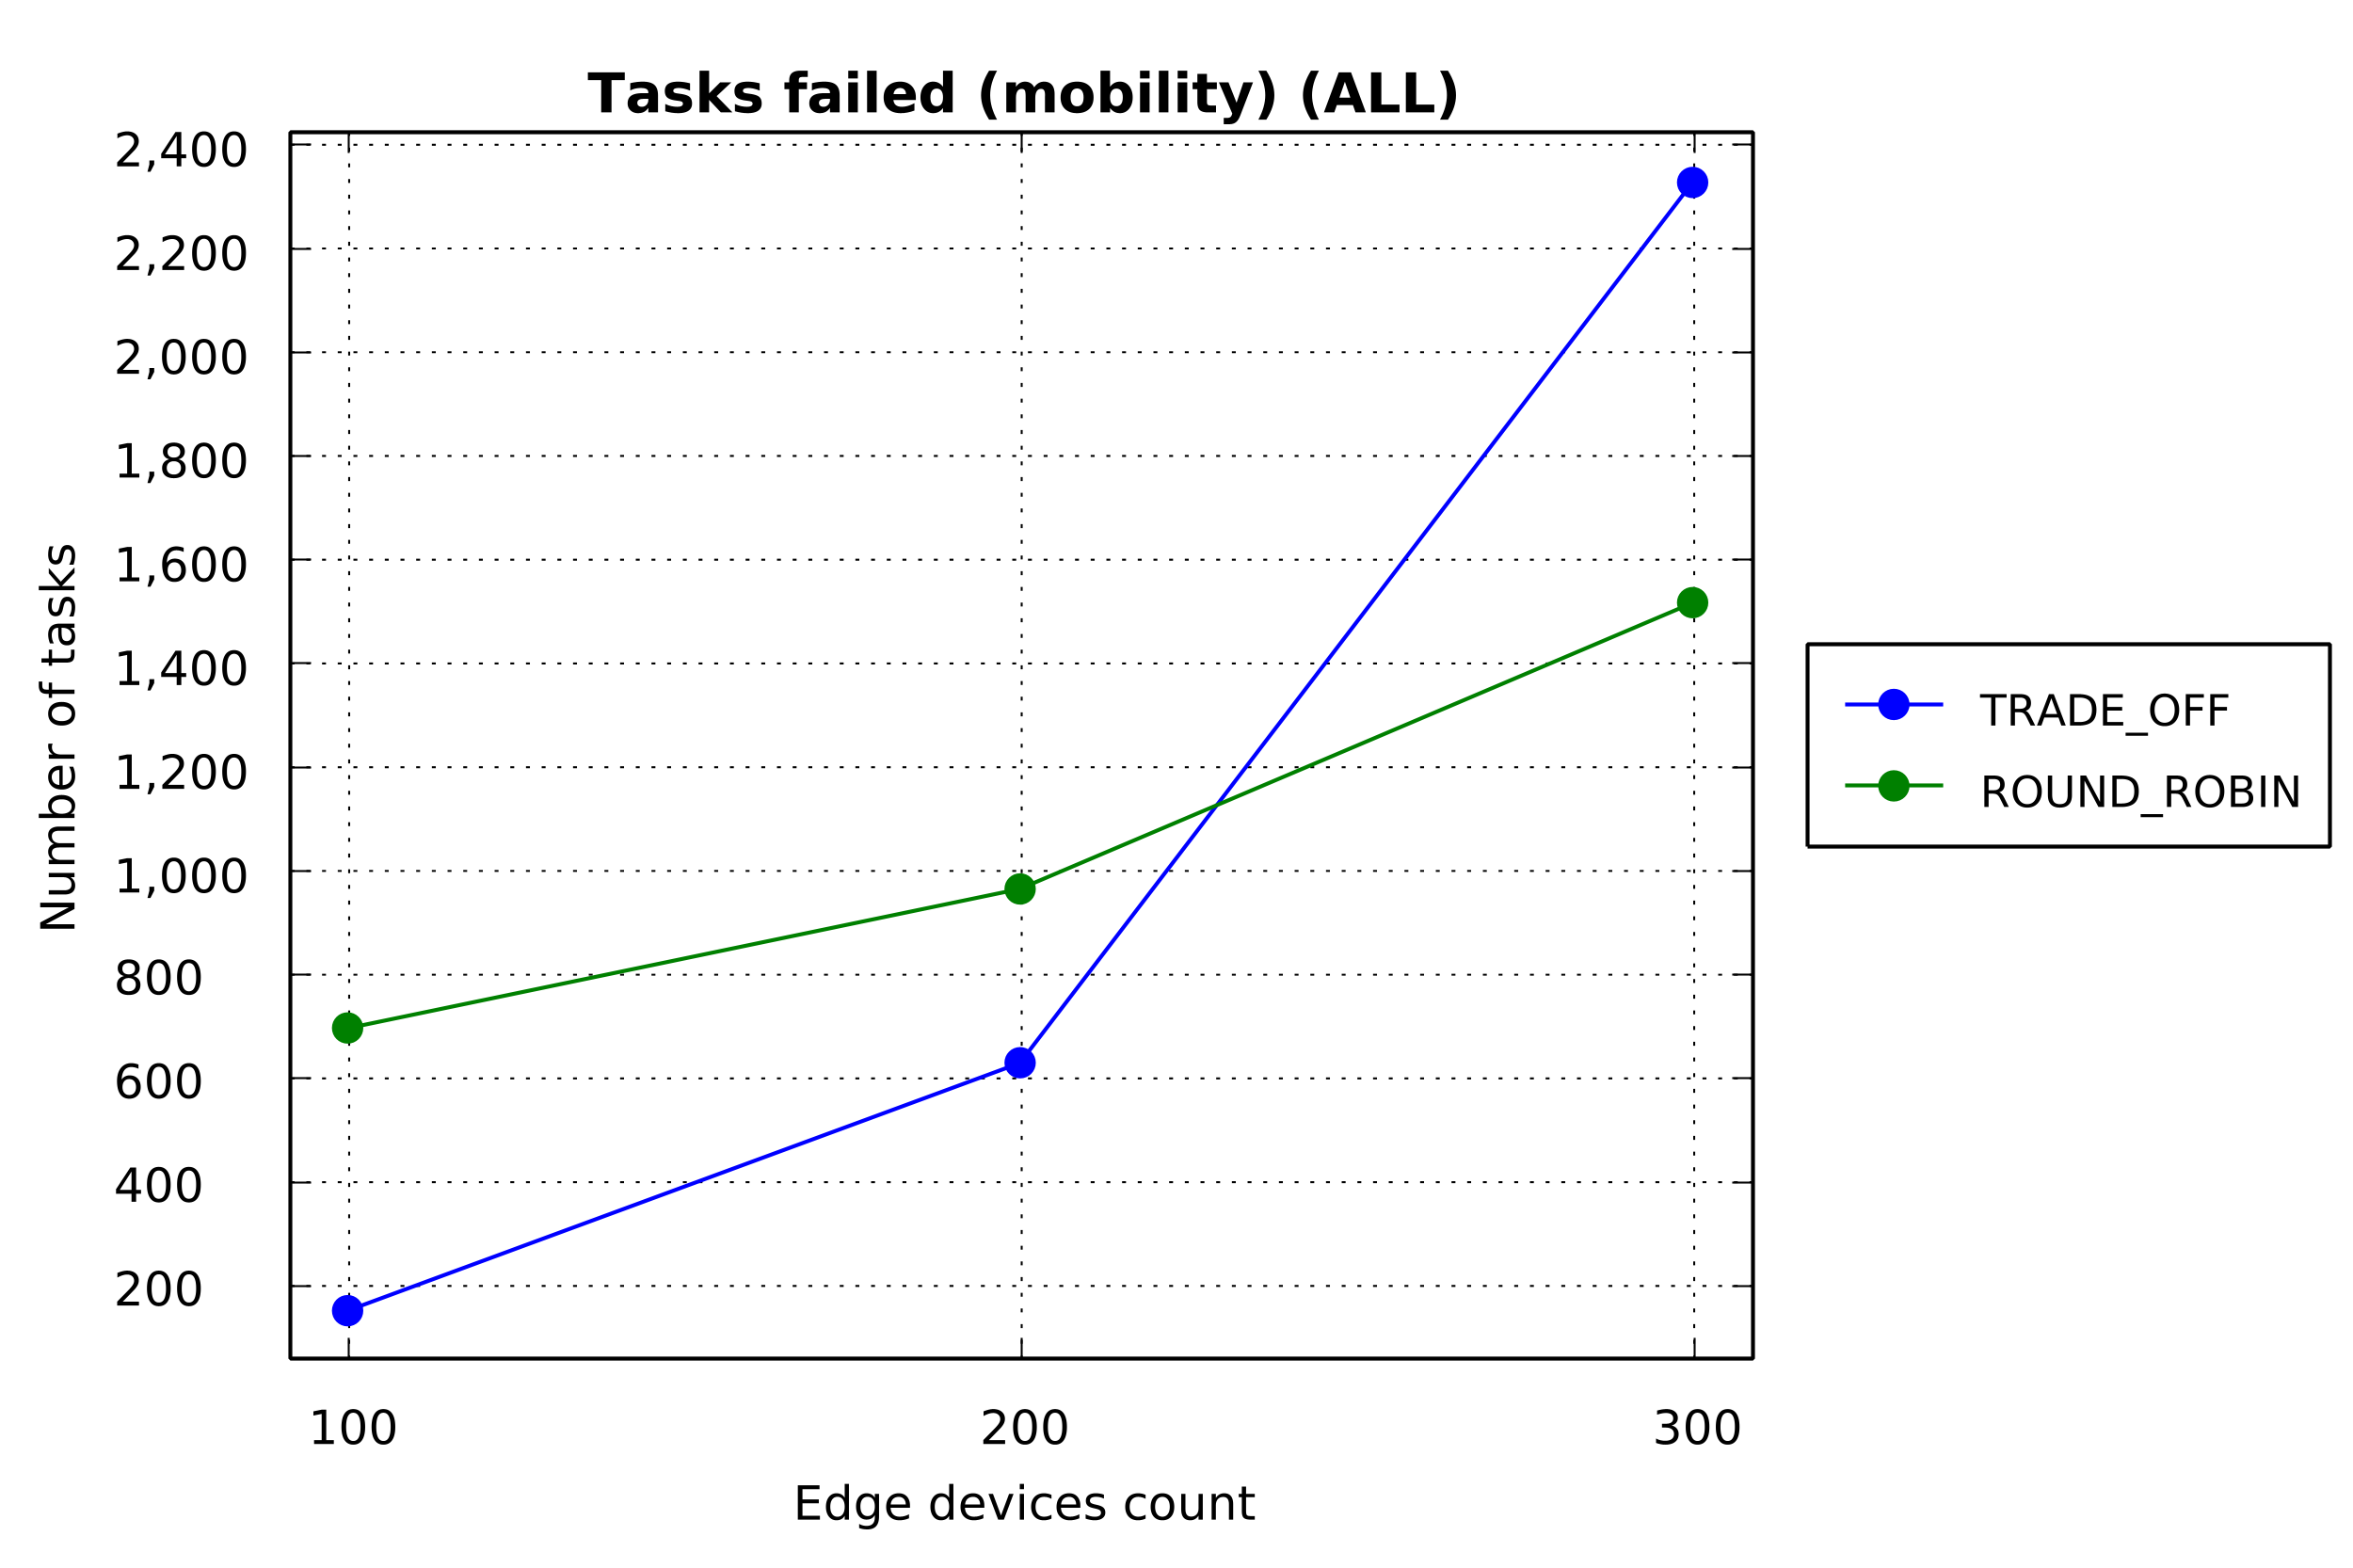 Tasks failed (mobility) (ALL)
2,400
2,200
2,000
1,800
1,600
1,400
1,200
1,000
800
600
400
200
Number of tasks
100 200 300
Edge devices count
TRADE_OFF
ROUND_ROBIN